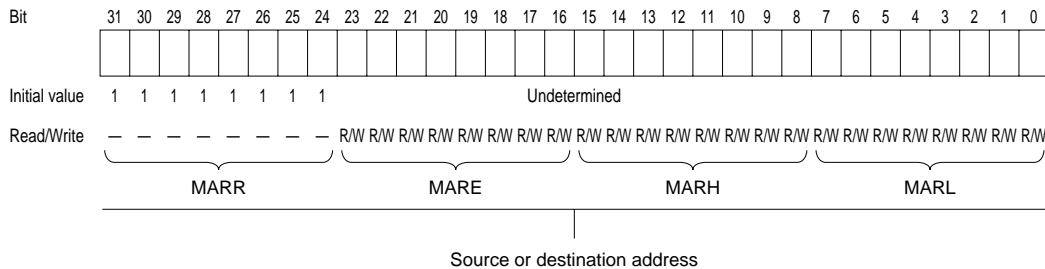 Bit 31 30 29 28 27 26 25 24 23 22 21 20 19 18 17 16 15 14 13 12 11 10 9 8 7 6 5 4 3 2 1 0
Initial value 1 1 1 1 1 1 1 1 Undetermined
Read/Write — — — — — — — — R/W R/W R/W R/W R/W R/W R/W R/W R/W R/W R/W R/W R/W R/W R/W R/W R/W R/W R/W R/W R/W R/W R/W R/W
MARR MARE MARH MARL
Source or destination address